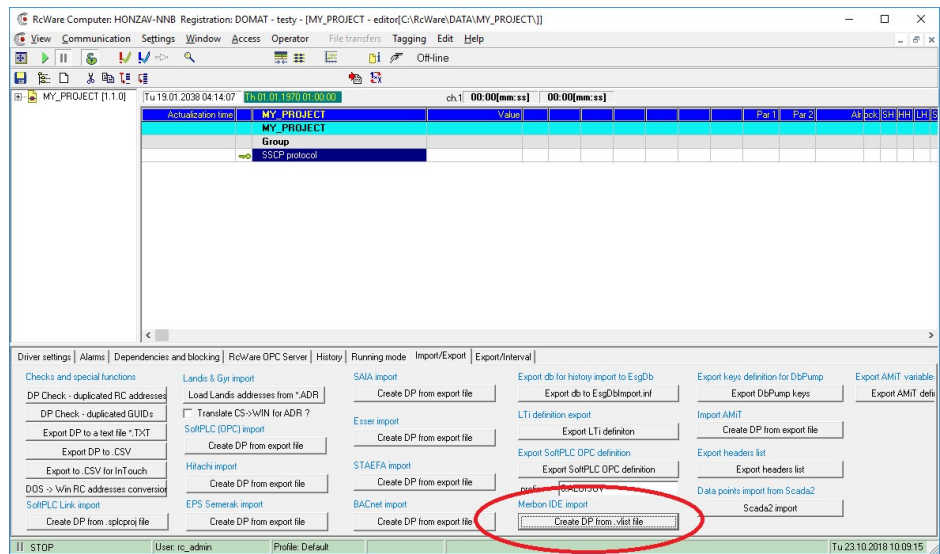 RcWare Computer: HONZAV-NNB Registration: DOMAT - testy - [MY_PROJECT - editor[C:\RcWare\DATA\MY_PROJECT\]]
View Communication Settings Window Access Operator File transfers Tagging Edit Help
Off-line
MY_PROJECT [1.1.0]
Tu 19.01.2038 04:14:07 Th 01.01.1970 01:00:00 ch.1 00:00[mm:ss] 00:00[mm:ss]
Actualization time MY_PROJECT Value Par 1 Par 2 Alr bck SH HH LH S
MY_PROJECT
Group
SSCP protocol
Driver settings Alarms Dependencies and blocking RcWare OPC Server History Running mode Import/Export Export/Interval
Checks and special functions
DP Check - duplicated RC addresses
DP Check - duplicated GUIDs
Export DP to a text file *.TXT
Export DP to .CSV
Export to .CSV for InTouch
DOS -> Win RC addresses conversion
SoftPLC Link import
Create DP from .splcproj file
Landis & Gyr import
Load Landis addresses from *.ADR
Translate CS->WIN for ADR ?
SoftPLC (OPC) import
Create DP from export file
Hitachi import
Create DP from export file
EPS Semerak import
Create DP from export file
SAIA import
Create DP from export file
Esser import
Create DP from export file
STAEFA import
Create DP from export file
BACnet import
Create DP from export file
Export db for history import to EsgDb
Export db to EsgDbImport.inf
LTi definition export
Export LTi definiton
Export SoftPLC OPC definition
Export SoftPLC OPC definition
Merbon IDE import
Create DP from .vlist file
Export keys definition for DbPump
Export DbPump keys
Import AMiT
Create DP from export file
Export headers list
Export headers list
Data points import from Scada2
Scada2 import
Export AMiT variable
Export AMiT defi
STOP User: rc_admin Profile: Default Tu 23.10.2018 10:09:15